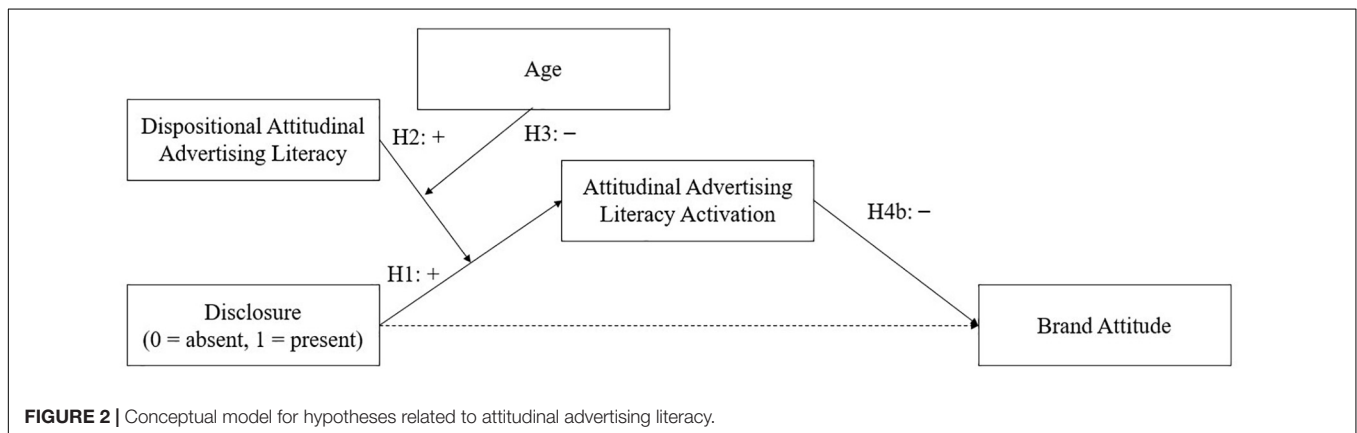 Age
Dispositional Attitudinal
Advertising Literacy
H2: +
H3: −
Attitudinal Advertising
Literacy Activation
H4b: −
H1: +
Disclosure
(0 = absent, 1 = present)
Brand Attitude
FIGURE 2 | Conceptual model for hypotheses related to attitudinal advertising literacy.